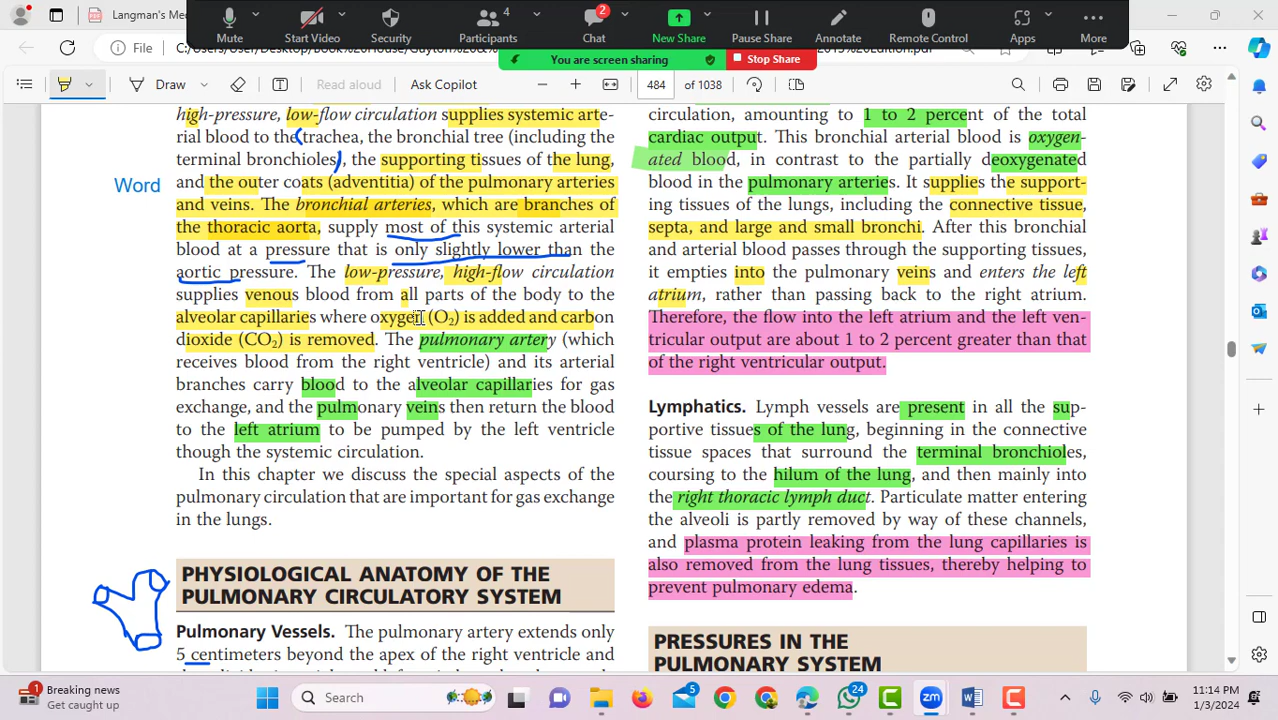 4
2
Mute
Start Video
Security
Participants
Chat
New Share
Pause Share
Annotate
Remote Control
Apps
More
Langman's Me
File
You are screen sharing
Stop Share
Draw
Ask Copilot
484
of 1038
Word
high-pressure, low-flow circulation supplies systemic arte-
rial blood to the trachea, the bronchial tree (including the
terminal bronchioles), the supporting tissues of the lung,
and the outer coats (adventitia) of the pulmonary arteries
and veins. The bronchial arteries, which are branches of
the thoracic aorta, supply most of this systemic arterial
blood at a pressure that is only slightly lower than the
aortic pressure. The low-pressure, high-flow circulation
supplies venous blood from all parts of the body to the
alveolar capillaries where oxygen (O₂) is added and carbon
dioxide (CO₂) is removed. The pulmonary artery (which
receives blood from the right ventricle) and its arterial
branches carry blood to the alveolar capillaries for gas
exchange, and the pulmonary veins then return the blood
to the left atrium to be pumped by the left ventricle
though the systemic circulation.
In this chapter we discuss the special aspects of the
pulmonary circulation that are important for gas exchange
in the lungs.
PHYSIOLOGICAL ANATOMY OF THE
PULMONARY CIRCULATORY SYSTEM
Pulmonary Vessels. The pulmonary artery extends only
5 centimeters beyond the apex of the right ventricle and
circulation, amounting to 1 to 2 percent of the total
cardiac output. This bronchial arterial blood is oxygen-
ated blood, in contrast to the partially deoxygenated
blood in the pulmonary arteries. It supplies the support-
ing tissues of the lungs, including the connective tissue,
septa, and large and small bronchi. After this bronchial
and arterial blood passes through the supporting tissues,
it empties into the pulmonary veins and enters the left
atrium, rather than passing back to the right atrium.
Therefore, the flow into the left atrium and the left ven-
tricular output are about 1 to 2 percent greater than that
of the right ventricular output.
Lymphatics. Lymph vessels are present in all the sup-
portive tissues of the lung, beginning in the connective
tissue spaces that surround the terminal bronchioles,
coursing to the hilum of the lung, and then mainly into
the right thoracic lymph duct. Particulate matter entering
the alveoli is partly removed by way of these channels,
and plasma protein leaking from the lung capillaries is
also removed from the lung tissues, thereby helping to
prevent pulmonary edema.
PRESSURES IN THE
PULMONARY SYSTEM
1
Breaking news
Get caught up
Search
5
24
zm
11:14 PM
1/3/2024